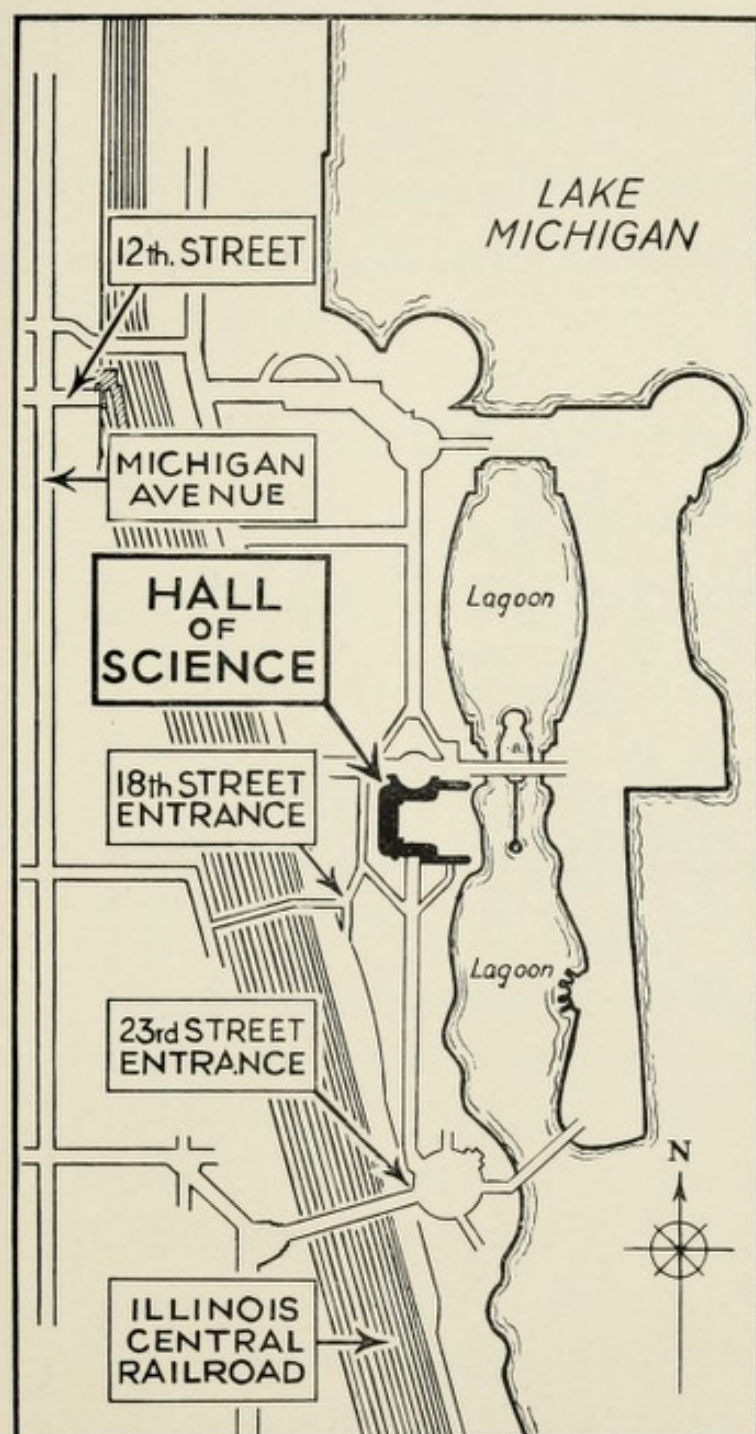 LAKE
MICHIGAN
12th. STREET
MICHIGAN
AVENUE
HALL
OF
SCIENCE
Lagoon
18th STREET
ENTRANCE
Lagoon
23rd STREET
ENTRANCE
N
ILLINOIS
CENTRAL
RAILROAD